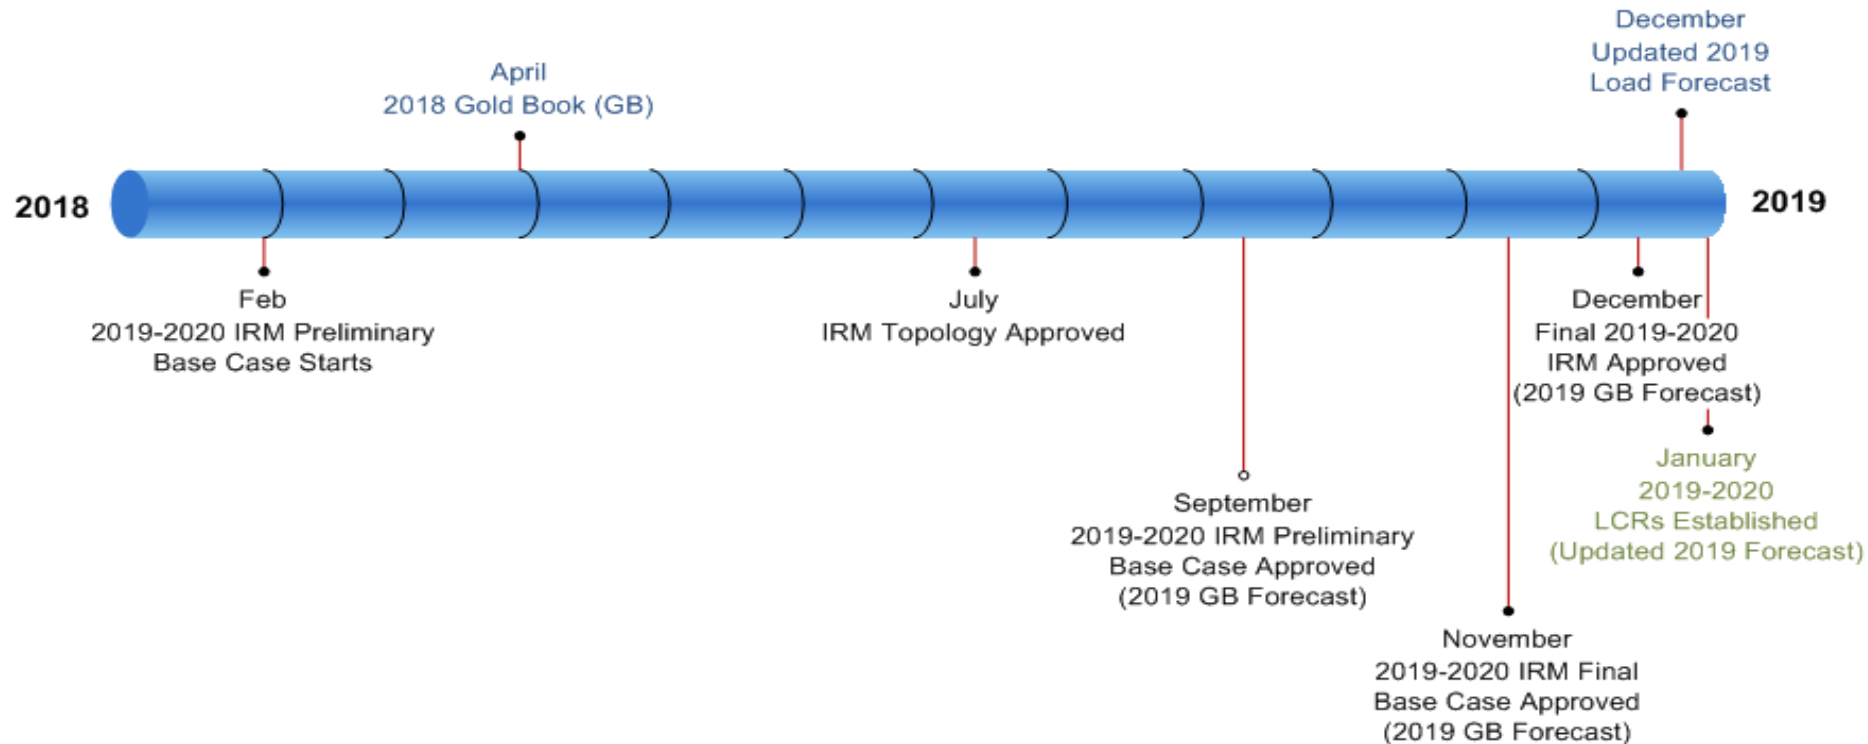 December
Updated 2019
Load Forecast
April
2018 Gold Book (GB)
2018
2019
Feb
2019-2020 IRM Preliminary
Base Case Starts
July
IRM Topology Approved
December
Final 2019-2020
IRM Approved
(2019 GB Forecast)
January
2019-2020
LCRs Established
(Updated 2019 Forecast)
September
2019-2020 IRM Preliminary
Base Case Approved
(2019 GB Forecast)
November
2019-2020 IRM Final
Base Case Approved
(2019 GB Forecast)